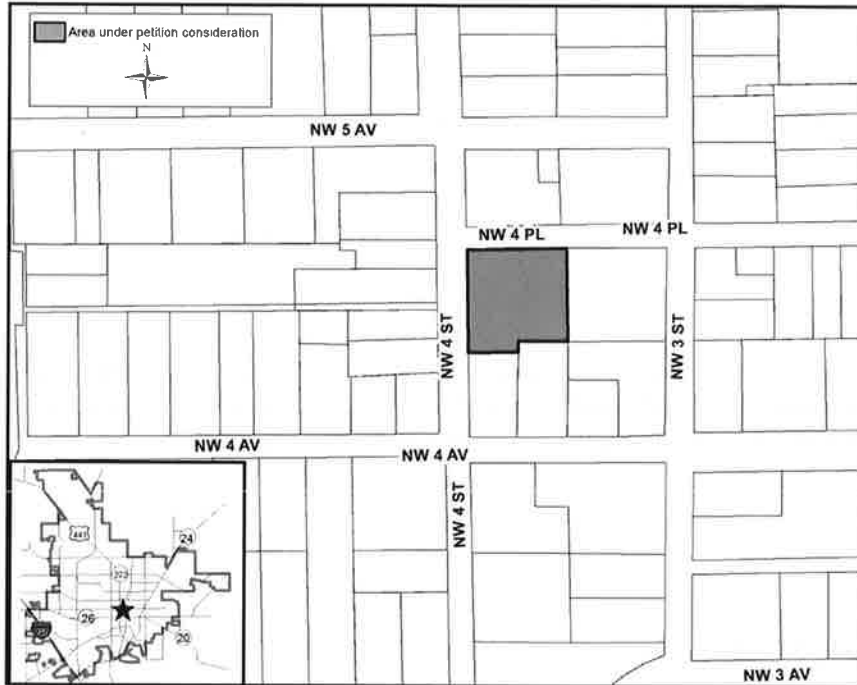 Area under petition consideration
N
NW 5 AV
NW 4 PL
NW 4 PL
NW 4 ST
NW 3 ST
NW 4 AV
NW 4 AV
NW 4 ST
NW 3 AV
441
24
26
20